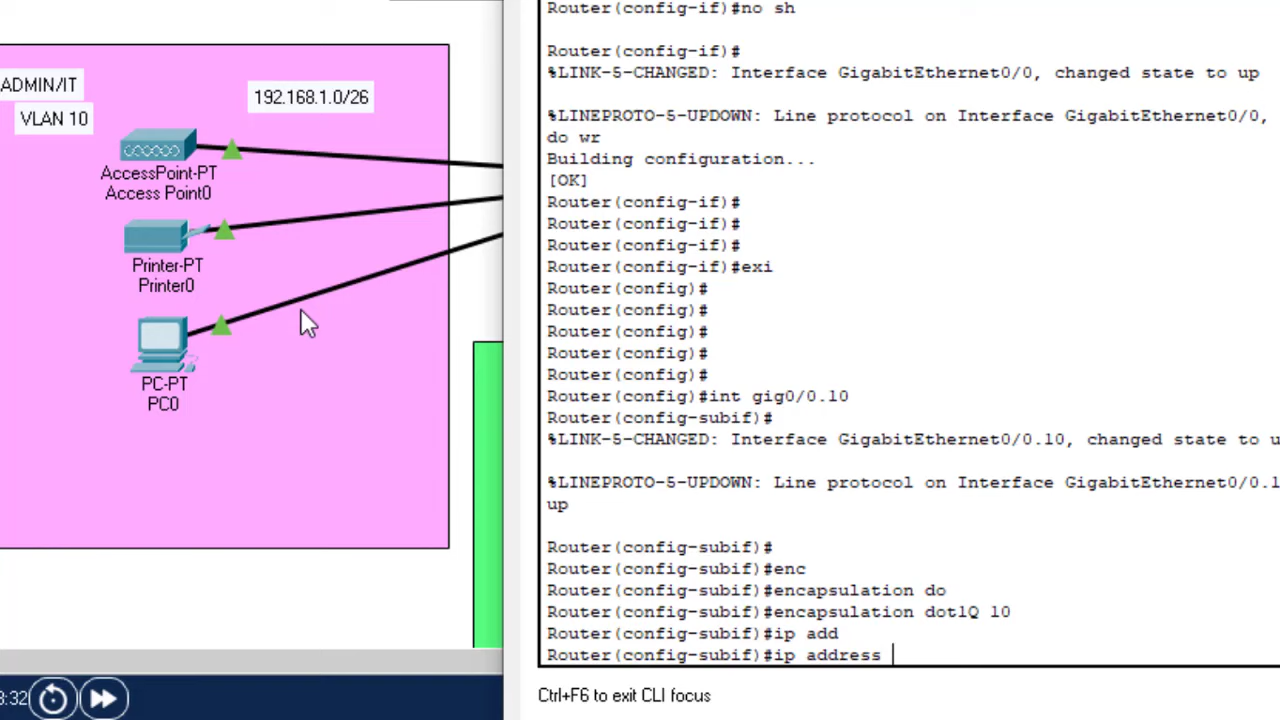 ADMIN/IT
VLAN 10
192.168.1.0/26
AccessPoint-PT
Access Point0
Printer-PT
Printer0
PC-PT
PC0
:32
Router(config-if)#no sh
Router(config-if)#
%LINK-5-CHANGED: Interface GigabitEthernet0/0, changed state to up
%LINEPROTO-5-UPDOWN: Line protocol on Interface GigabitEthernet0/0,
do wr
Building configuration...
[OK]
Router(config-if)#
Router(config-if)#
Router(config-if)#
Router(config-if)#exi
Router(config)#
Router(config)#
Router(config)#
Router(config)#
Router(config)#
Router(config)#int gig0/0.10
Router(config-subif)#
%LINK-5-CHANGED: Interface GigabitEthernet0/0.10, changed state to u
%LINEPROTO-5-UPDOWN: Line protocol on Interface GigabitEthernet0/0.1
up
Router(config-subif)#
Router(config-subif)#enc
Router(config-subif)#encapsulation do
Router(config-subif)#encapsulation dot1Q 10
Router(config-subif)#ip add
Router(config-subif)#ip address
Ctrl+F6 to exit CLI focus